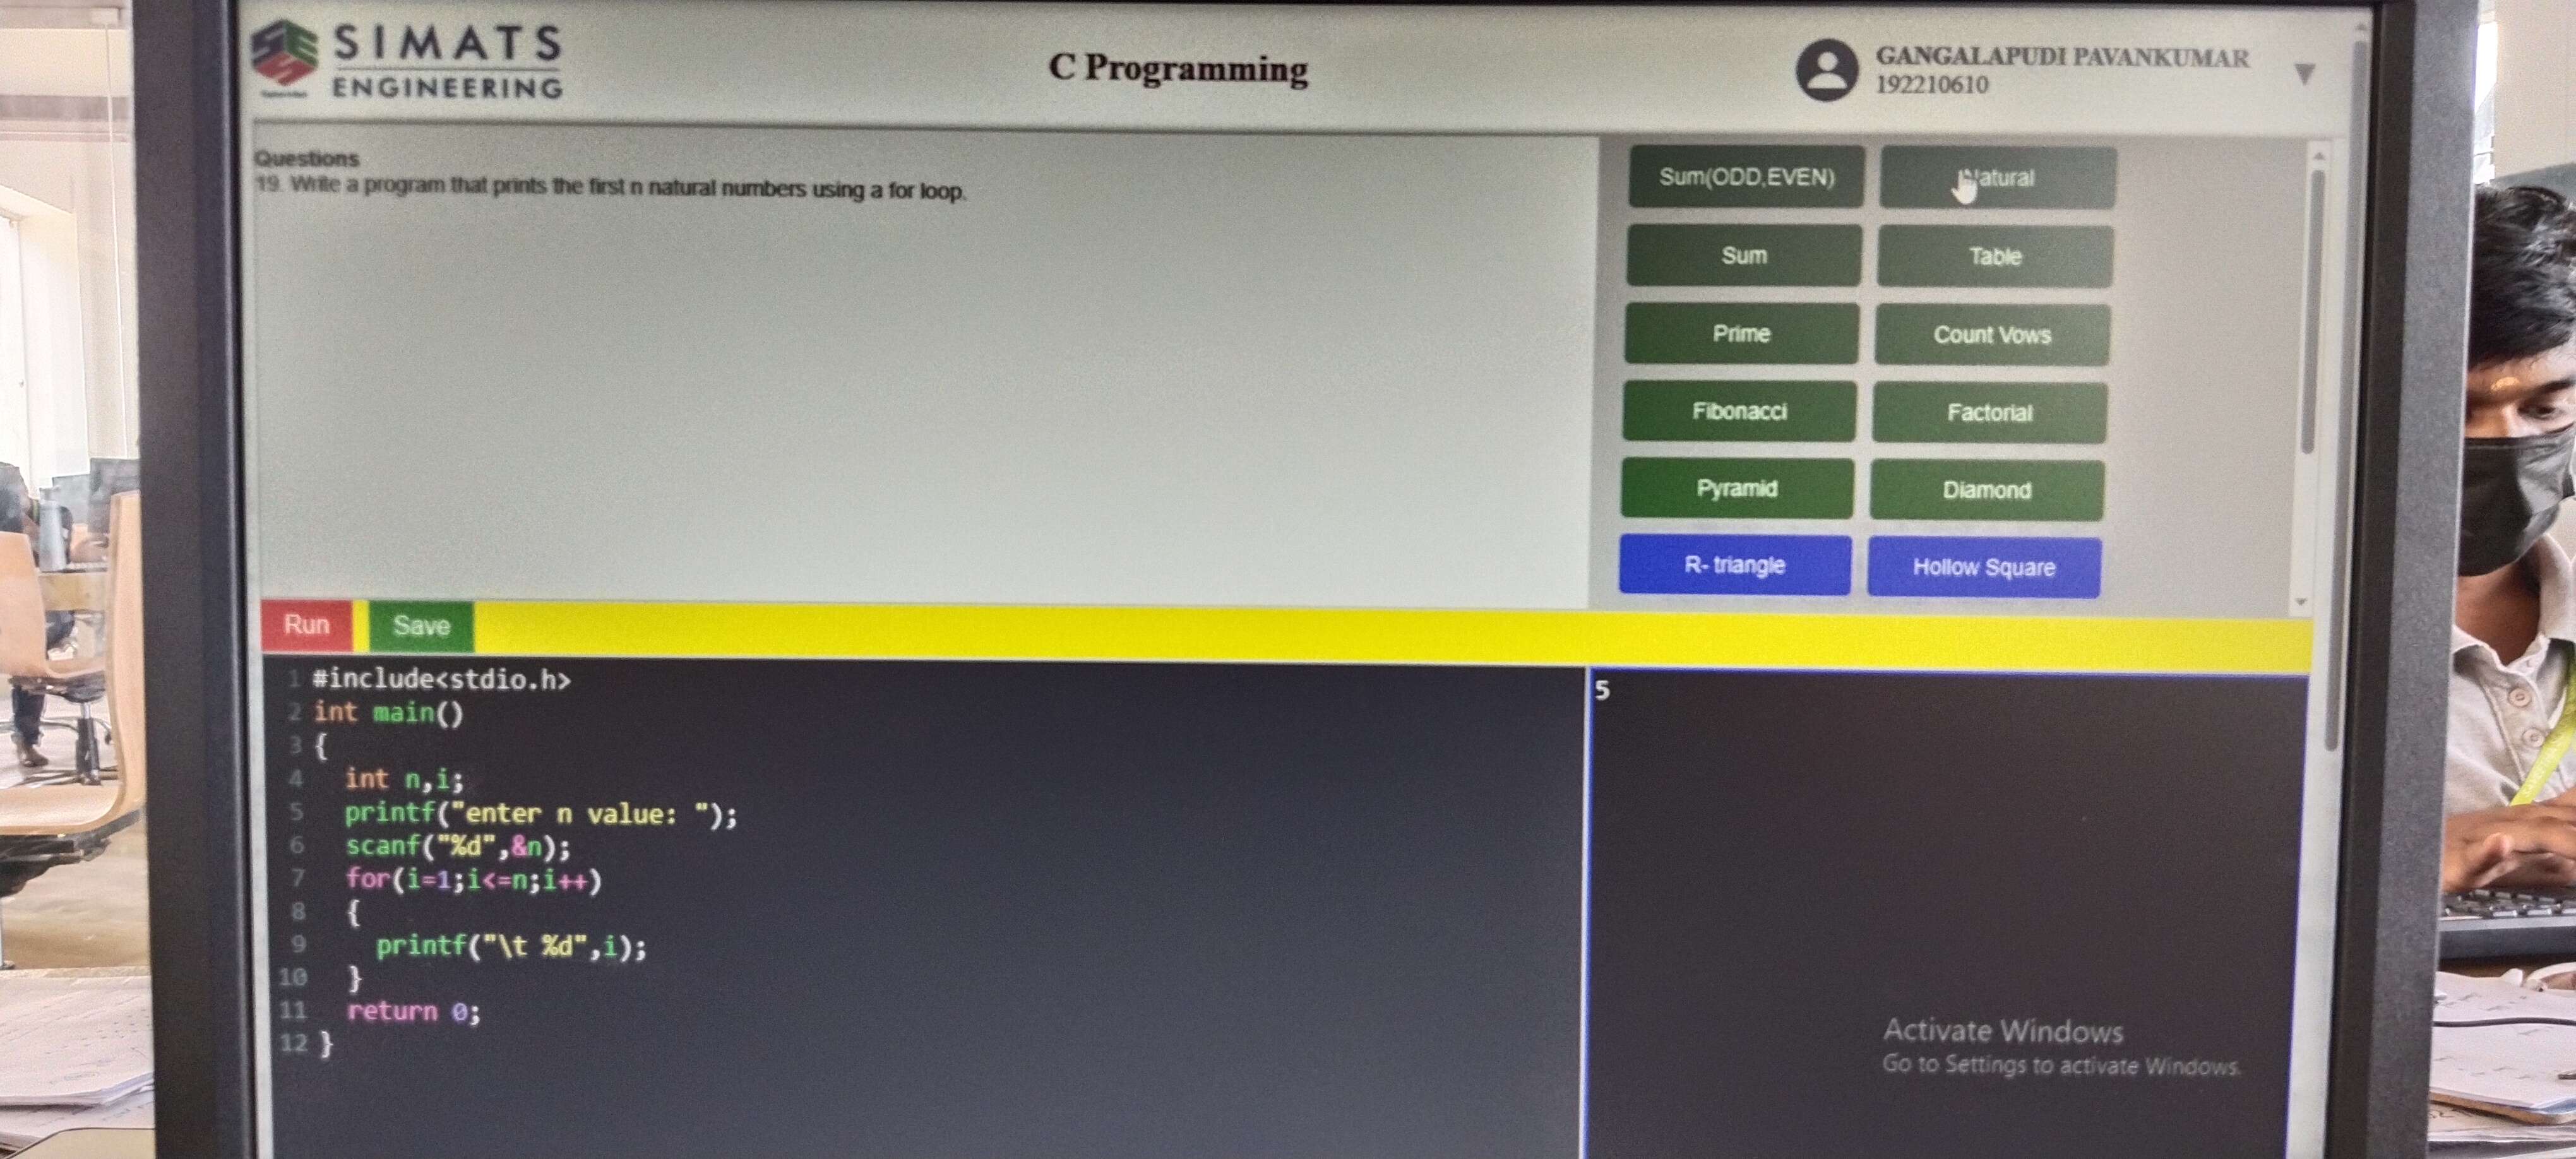 SIMATS
ENGINEERING
C Programming
GANGALAPUDI PAVANKUMAR
192210610
Questions
19. Write a program that prints the first n natural numbers using a for loop.
Sum(ODD,EVEN)
Natural
Sum
Table
Prime
Count Vows
Fibonacci
Factorial
Pyramid
Diamond
R- triangle
Hollow Square
Run
Save
1 #include<stdio.h>
2 int main()
3 {
4 int n,i;
5 printf("enter n value: ");
6 scanf("%d",&n);
7 for(i=1;i<=n;i++)
8 {
9 printf("\t %d",i);
10 }
11 return 0;
12 }
5
Activate Windows
Go to Settings to activate Windows.